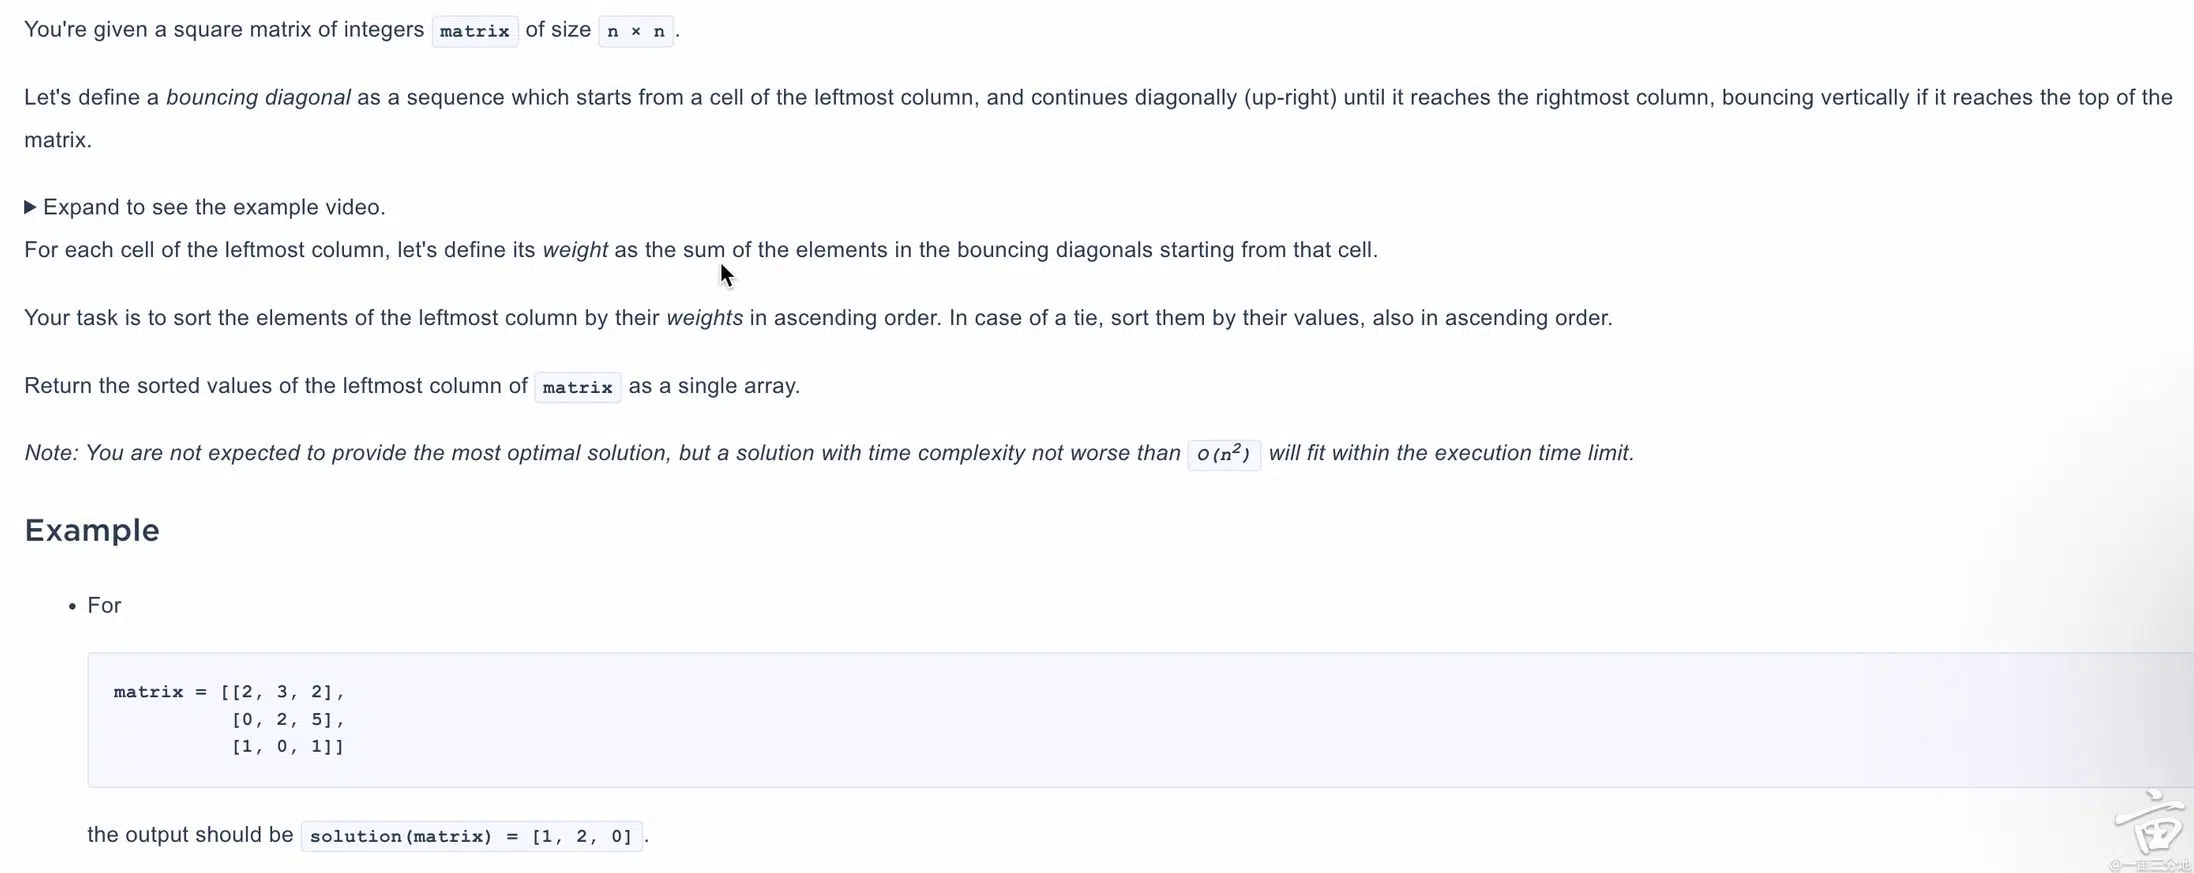 You're given a square matrix of integers matrix of size n × n.
Let's define a bouncing diagonal as a sequence which starts from a cell of the leftmost column, and continues diagonally (up-right) until it reaches the rightmost column, bouncing vertically if it reaches the top of the
matrix.
▶ Expand to see the example video.
For each cell of the leftmost column, let's define its weight as the sum of the elements in the bouncing diagonals starting from that cell.
Your task is to sort the elements of the leftmost column by their weights in ascending order. In case of a tie, sort them by their values, also in ascending order.
Return the sorted values of the leftmost column of matrix as a single array.
Note: You are not expected to provide the most optimal solution, but a solution with time complexity not worse than O(n²) will fit within the execution time limit.
Example
• For
matrix = [[2, 3, 2],
[0, 2, 5],
[1, 0, 1]]
the output should be solution(matrix) = [1, 2, 0].
亩
@一亩三分地